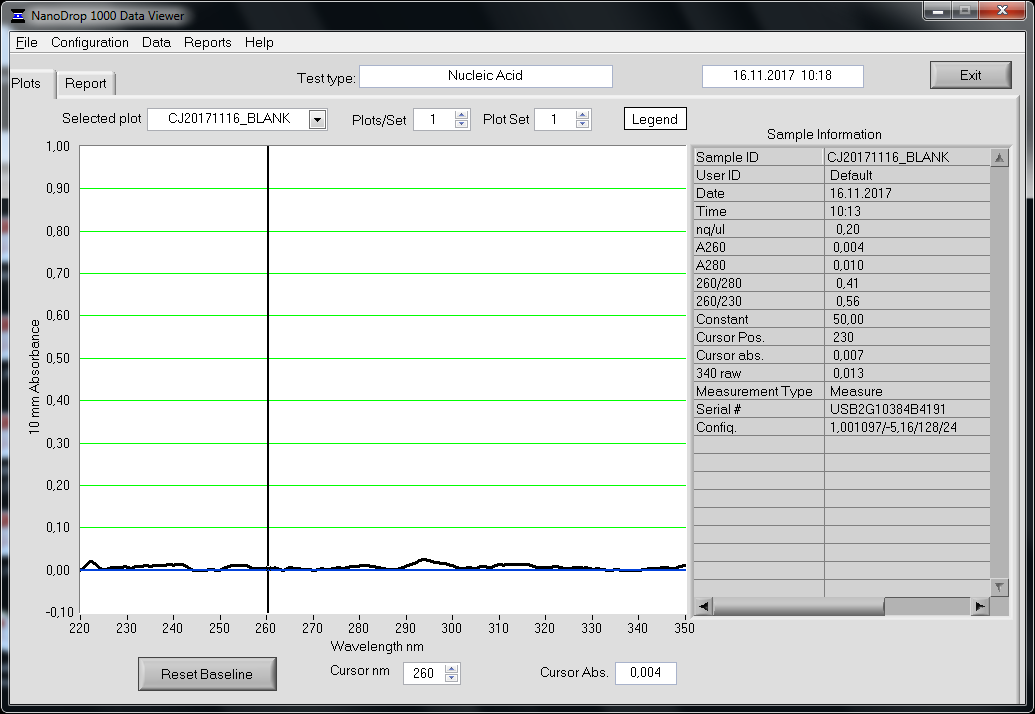 NanoDrop 1000 Data Viewer
File Configuration Data Reports Help
Plots Report Test type: Nucleic Acid 16.11.2017 10:18 Exit
Selected plot CJ20171116_BLANK Plots/Set 1 Plot Set 1 Legend
Sample Information
Sample ID CJ20171116_BLANK
User ID Default
Date 16.11.2017
Time 10:13
ng/ul 0,20
A260 0,004
A280 0,010
260/280 0,41
260/230 0,56
Constant 50,00
Cursor Pos. 230
Cursor abs. 0,007
340 raw 0,013
Measurement Type Measure
Serial # USB2G10384B4191
Config. 1,001097/-5,16/128/24
10 mm Absorbance
1,00
0,90
0,80
0,70
0,60
0,50
0,40
0,30
0,20
0,10
0,00
-0,10
220 230 240 250 260 270 280 290 300 310 320 330 340 350
Wavelength nm
Reset Baseline Cursor nm 260 Cursor Abs. 0,004